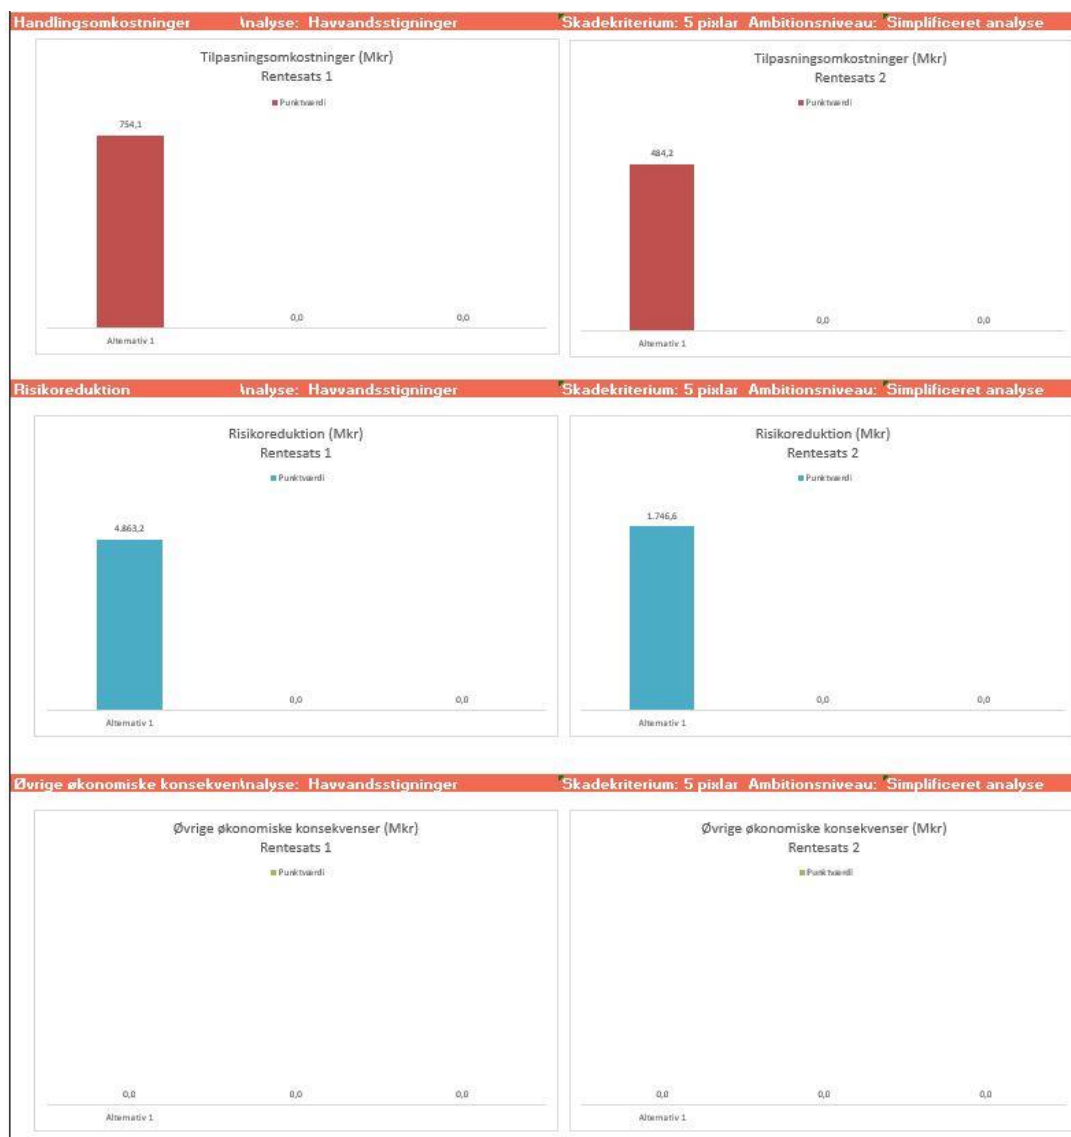 Handlingsomkostninger Analyse: Havvandsstigninger Skadekriterium: 5 pixlar Ambitionsniveau: Simplificeret analyse
Tilpasningsomkostninger (Mkr)
Rentesats 1
Punktværdi
754,1
0,0
0,0
Alternativ 1
Tilpasningsomkostninger (Mkr)
Rentesats 2
Punktværdi
484,2
0,0
0,0
Alternativ 1
Risikoreduktion Analyse: Havvandsstigninger Skadekriterium: 5 pixlar Ambitionsniveau: Simplificeret analyse
Risikoreduktion (Mkr)
Rentesats 1
Punktværdi
4.863,2
0,0
0,0
Alternativ 1
Risikoreduktion (Mkr)
Rentesats 2
Punktværdi
1.746,6
0,0
0,0
Alternativ 1
Øvrige økonomiske konsekven Analyse: Havvandsstigninger Skadekriterium: 5 pixlar Ambitionsniveau: Simplificeret analyse
Øvrige økonomiske konsekvenser (Mkr)
Rentesats 1
Punktværdi
0,0
0,0
0,0
Alternativ 1
Øvrige økonomiske konsekvenser (Mkr)
Rentesats 2
Punktværdi
0,0
0,0
0,0
Alternativ 1